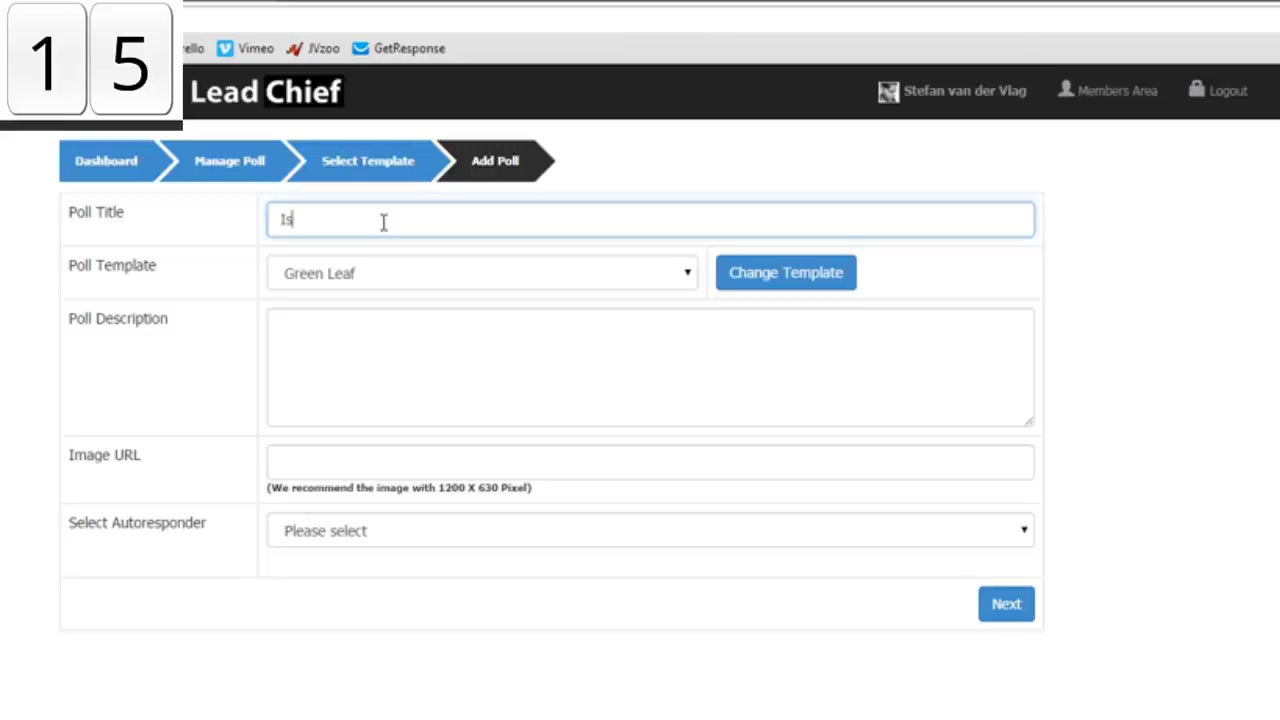 15
ello Vimeo JVzoo GetResponse
Lead Chief
Stefan van der Vlag Members Area Logout
Dashboard Manage Poll Select Template Add Poll
Poll Title
Is
Poll Template
Green Leaf
Change Template
Poll Description
Image URL
(We recommend the image with 1200 X 630 Pixel)
Select Autoresponder
Please select
Next